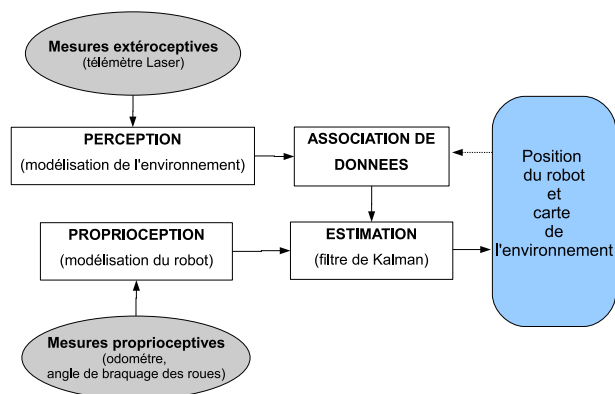 Mesures extéroceptives
(télémètre Laser)
PERCEPTION
(modélisation de l'environnement)
ASSOCIATION DE
DONNEES
Position
du robot
et
carte
de
l'environnement
PROPRIOCEPTION
(modélisation du robot)
ESTIMATION
(filtre de Kalman)
Mesures proprioceptives
(odométre,
angle de braquage des roues)